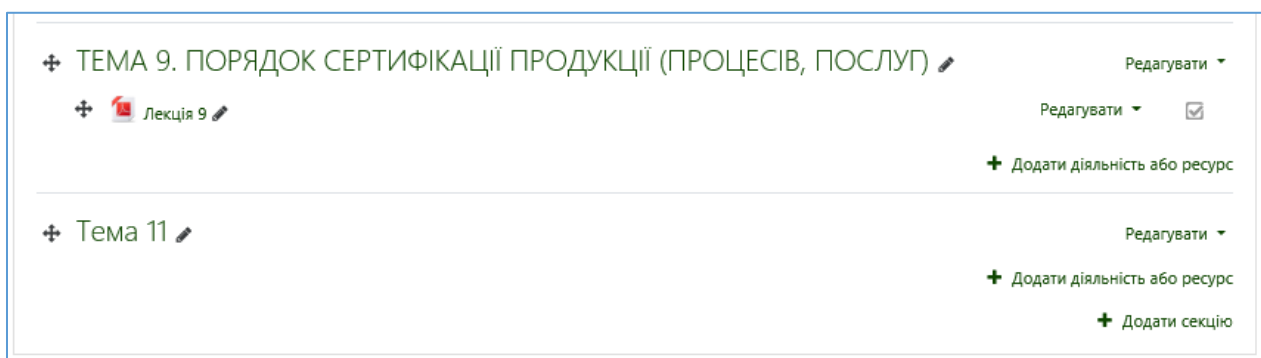 ТЕМА 9. ПОРЯДОК СЕРТИФІКАЦІЇ ПРОДУКЦІЇ (ПРОЦЕСІВ, ПОСЛУГ) Редагувати
Лекція 9 Редагувати
Додати діяльність або ресурс
Тема 11 Редагувати
Додати діяльність або ресурс
Додати секцію